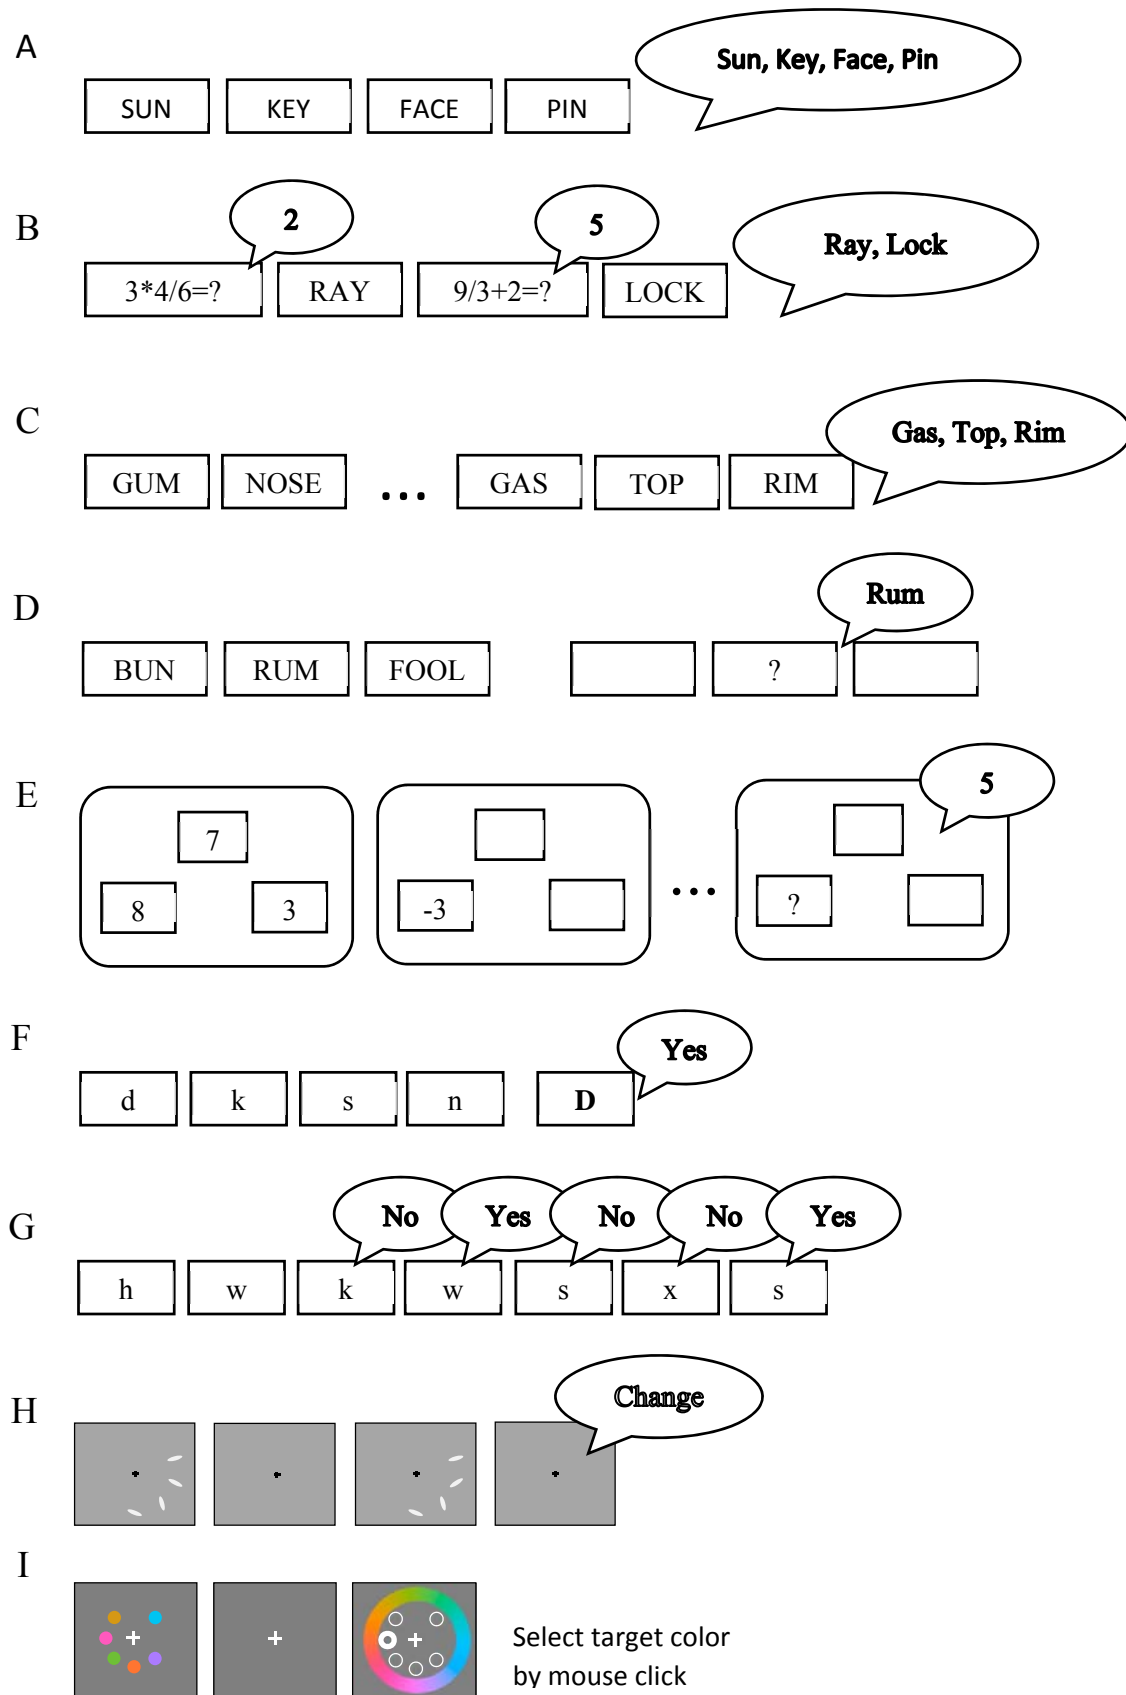 A
Sun, Key, Face, Pin
SUN KEY FACE PIN
B
2 5
Ray, Lock
3*4/6=? RAY 9/3+2=? LOCK
C
Gas, Top, Rim
GUM NOSE ... GAS TOP RIM
D
Rum
BUN RUM FOOL ?
E
5
7
8 3 -3 ... ?
F
Yes
d k s n D
G
No Yes No No Yes
h w k w s x s
H
Change
I
Select target color
by mouse click